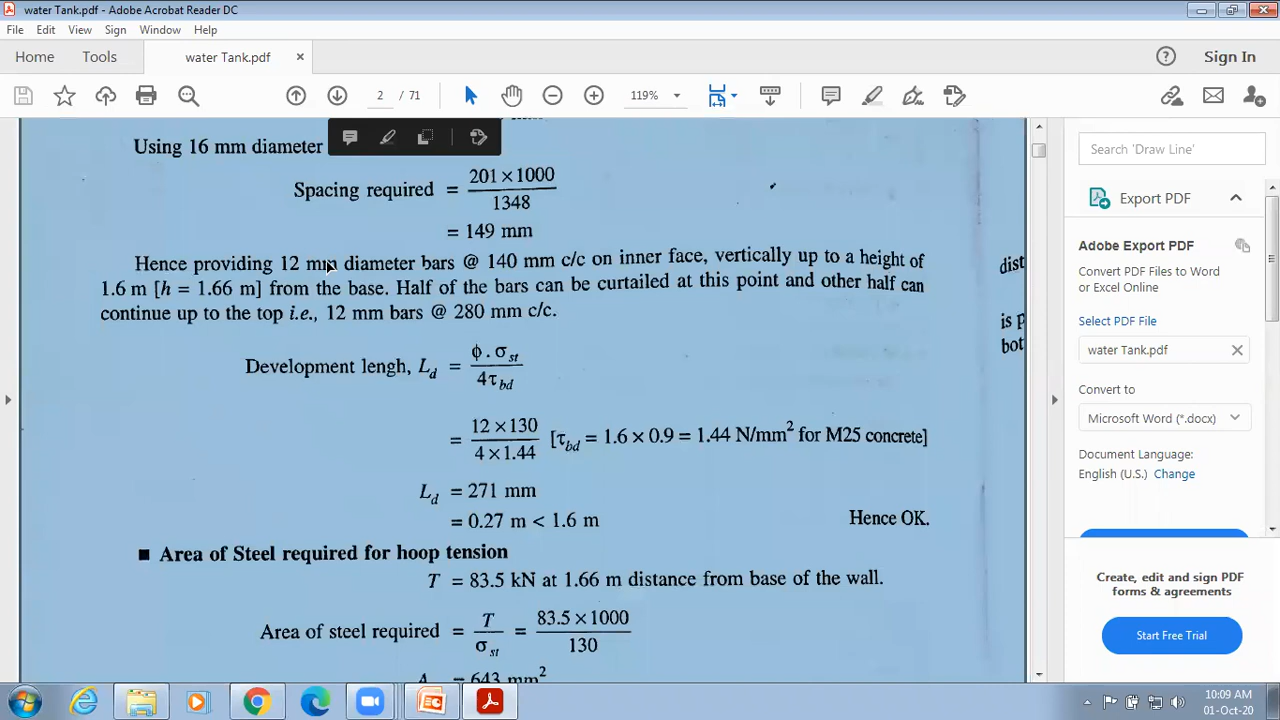 water Tank.pdf - Adobe Acrobat Reader DC
File Edit View Sign Window Help
Home Tools water Tank.pdf × Sign In
2 / 71 119%
Using 16 mm diameter
Spacing required = 201 × 1000 / 1348
= 149 mm
Hence providing 12 mm diameter bars @ 140 mm c/c on inner face, vertically up to a height of
1.6 m [h = 1.66 m] from the base. Half of the bars can be curtailed at this point and other half can
continue up to the top i.e., 12 mm bars @ 280 mm c/c.
Development lengh, L_d = ϕ . σ_st / 4τ_bd
= 12 × 130 / 4 × 1.44 [τ_bd = 1.6 × 0.9 = 1.44 N/mm² for M25 concrete]
L_d = 271 mm
= 0.27 m < 1.6 m Hence OK.
■ Area of Steel required for hoop tension
T = 83.5 kN at 1.66 m distance from base of the wall.
Area of steel required = T / σ_st = 83.5 × 1000 / 130
= 643 mm²
dist
is p
bot
Search 'Draw Line'
Export PDF
Adobe Export PDF
Convert PDF Files to Word
or Excel Online
Select PDF File
water Tank.pdf
Convert to
Microsoft Word (*.docx)
Document Language:
English (U.S.) Change
Create, edit and sign PDF
forms & agreements
Start Free Trial
10:09 AM
01-Oct-20